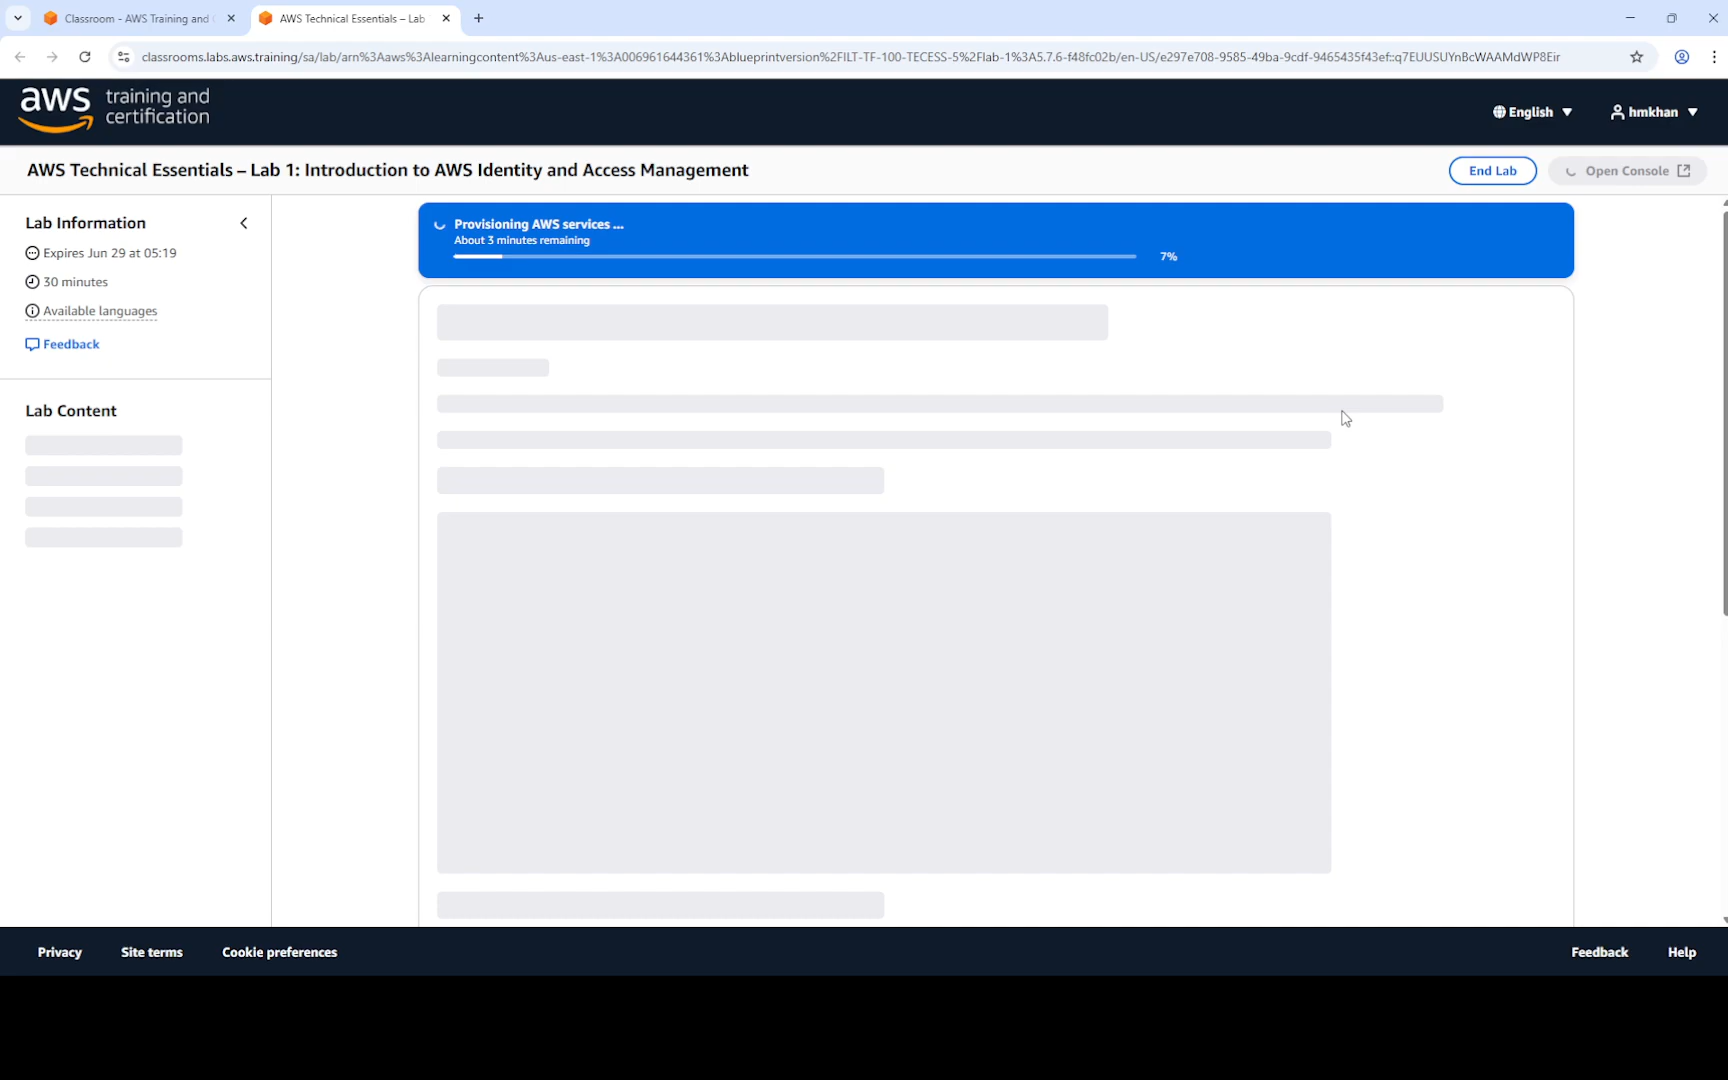 Classroom - AWS Training and
AWS Technical Essentials – Lab
classrooms.labs.aws.training/sa/lab/arn%3Aaws%3Alearningcontent%3Aus-east-1%3A006961644361%3Ablueprintversion%2FILT-TF-100-TECESS-5%2Flab-1%3A5.7.6-f48fc02b/en-US/e297e708-9585-49ba-9cdf-9465435f43ef::q7EUUSUYnBcWAAMdWP8Eir
aws training and certification
English
hmkhan
AWS Technical Essentials – Lab 1: Introduction to AWS Identity and Access Management
End Lab
Open Console
Lab Information
Expires Jun 29 at 05:19
30 minutes
Available languages
Feedback
Lab Content
Provisioning AWS services ...
About 3 minutes remaining
7%
Privacy
Site terms
Cookie preferences
Feedback
Help